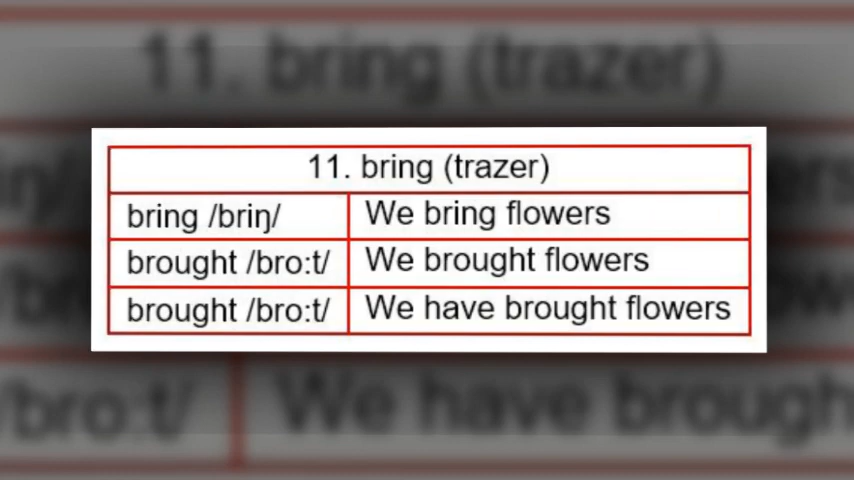 11. bring (trazer)
bring /briŋ/ We bring flowers
brought /bro:t/ We brought flowers
brought /bro:t/ We have brought flowers